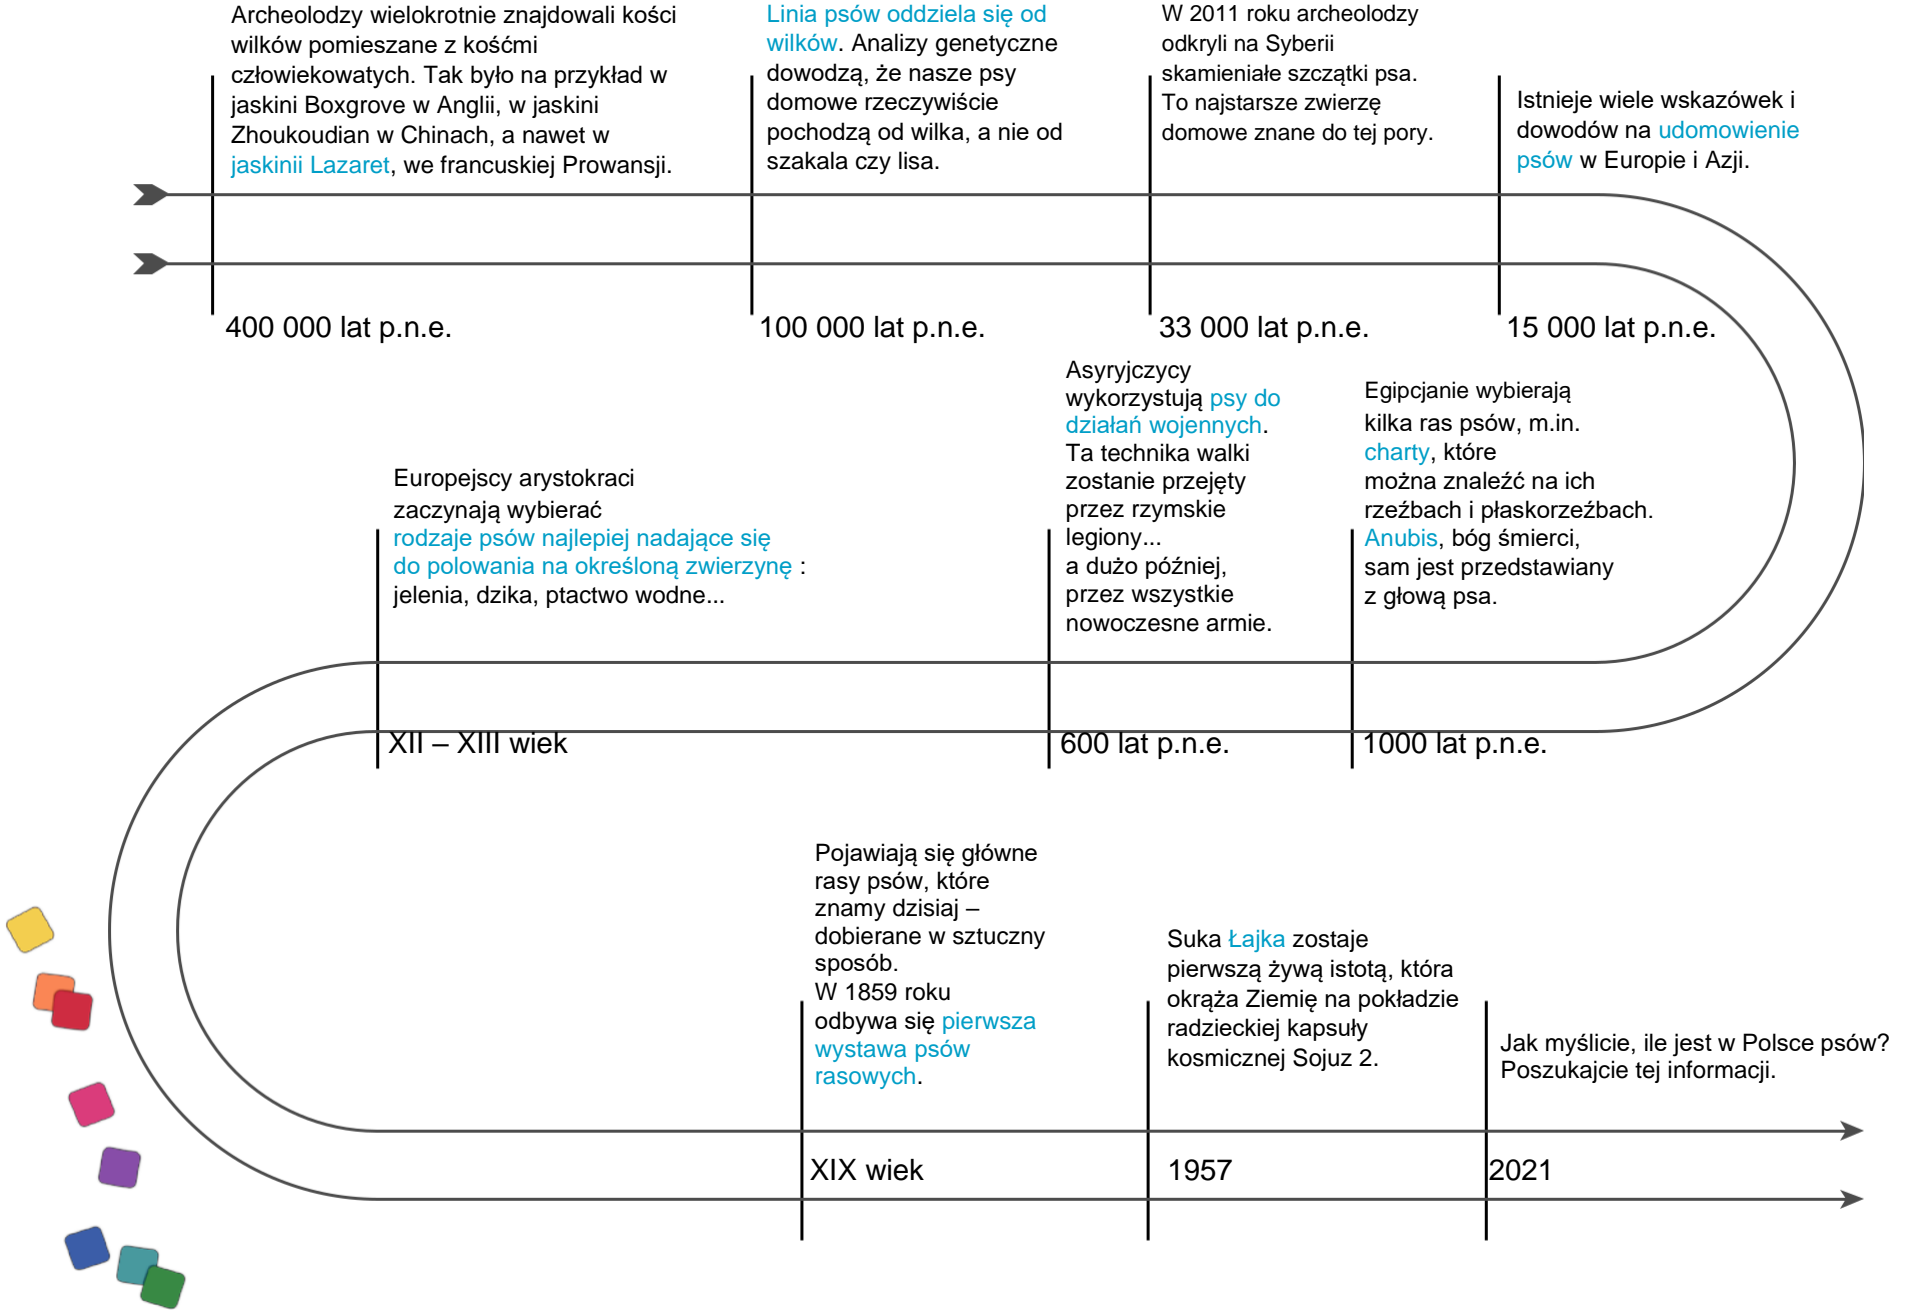 Archeolodzy wielokrotnie znajdowali kości
wilków pomieszane z kośćmi
człowiekowatych. Tak było na przykład w
jaskini Boxgrove w Anglii, w jaskini
Zhoukoudian w Chinach, a nawet w
jaskinii Lazaret, we francuskiej Prowansji.
400 000 lat p.n.e.
Linia psów oddziela się od
wilków. Analizy genetyczne
dowodzą, że nasze psy
domowe rzeczywiście
pochodzą od wilka, a nie od
szakala czy lisa.
100 000 lat p.n.e.
W 2011 roku archeolodzy
odkryli na Syberii
skamieniałe szczątki psa.
To najstarsze zwierzę
domowe znane do tej pory.
33 000 lat p.n.e.
Istnieje wiele wskazówek i
dowodów na udomowienie
psów w Europie i Azji.
15 000 lat p.n.e.
Egipcjanie wybierają
kilka ras psów, m.in.
charty, które
można znaleźć na ich
rzeźbach i płaskorzeźbach.
Anubis, bóg śmierci,
sam jest przedstawiany
z głową psa.
1000 lat p.n.e.
Asyryjczycy
wykorzystują psy do
działań wojennych.
Ta technika walki
zostanie przejęty
przez rzymskie
legiony...
a dużo później,
przez wszystkie
nowoczesne armie.
600 lat p.n.e.
Europejscy arystokraci
zaczynają wybierać
rodzaje psów najlepiej nadające się
do polowania na określoną zwierzynę :
jelenia, dzika, ptactwo wodne...
XII – XIII wiek
Pojawiają się główne
rasy psów, które
znamy dzisiaj –
dobierane w sztuczny
sposób.
W 1859 roku
odbywa się pierwsza
wystawa psów
rasowych.
XIX wiek
Suka Łajka zostaje
pierwszą żywą istotą, która
okrąża Ziemię na pokładzie
radzieckiej kapsuły
kosmicznej Sojuz 2.
1957
Jak myślicie, ile jest w Polsce psów?
Poszukajcie tej informacji.
2021